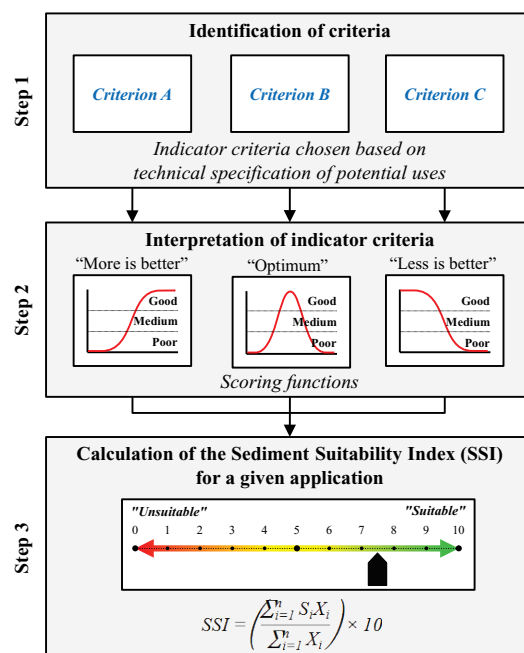 Step 1
Identification of criteria
Criterion A
Criterion B
Criterion C
Indicator criteria chosen based on
technical specification of potential uses
Step 2
Interpretation of indicator criteria
“More is better”
“Optimum”
“Less is better”
Good
Medium
Poor
Good
Medium
Poor
Good
Medium
Poor
Scoring functions
Step 3
Calculation of the Sediment Suitability Index (SSI)
for a given application
"Unsuitable"
"Suitable"
0 1 2 3 4 5 6 7 8 9 10
SSI = (∑ⁿᵢ₌₁ SᵢXᵢ / ∑ⁿᵢ₌₁ Xᵢ) × 10